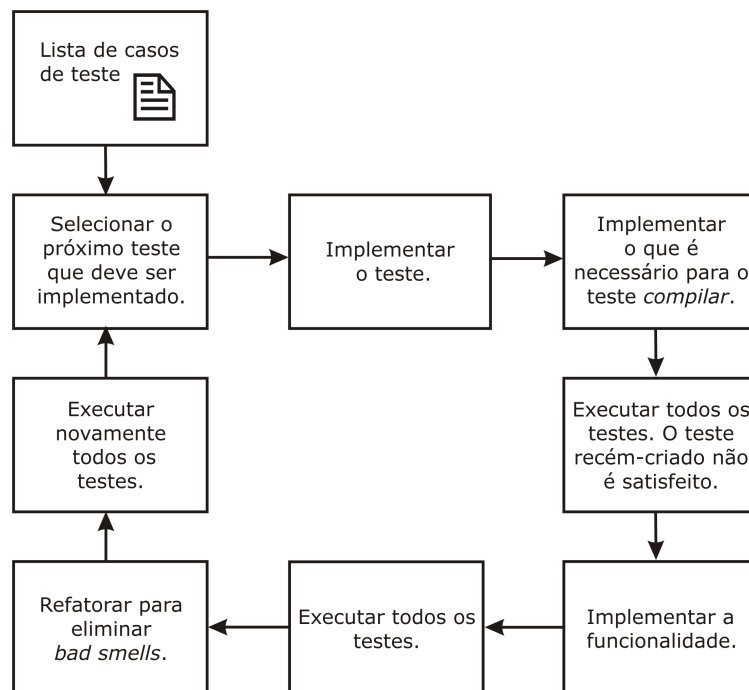 Lista de casos
de teste
Selecionar o
próximo teste
que deve ser
implementado.
Implementar
o teste.
Implementar
o que é
necessário para o
teste compilar.
Executar todos os
testes. O teste
recém-criado não
é satisfeito.
Implementar a
funcionalidade.
Executar todos os
testes.
Refatorar para
eliminar
bad smells.
Executar
novamente
todos os
testes.